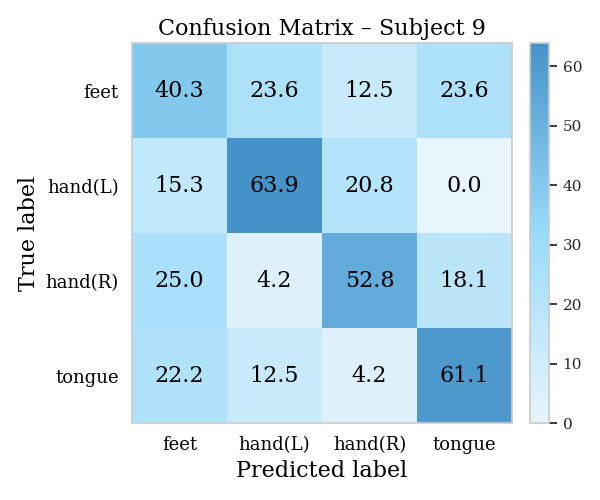 Confusion Matrix – Subject 9
feet 40.3 23.6 12.5 23.6
hand(L) 15.3 63.9 20.8 0.0
hand(R) 25.0 4.2 52.8 18.1
tongue 22.2 12.5 4.2 61.1
feet hand(L) hand(R) tongue
Predicted label
True label
60
50
40
30
20
10
0